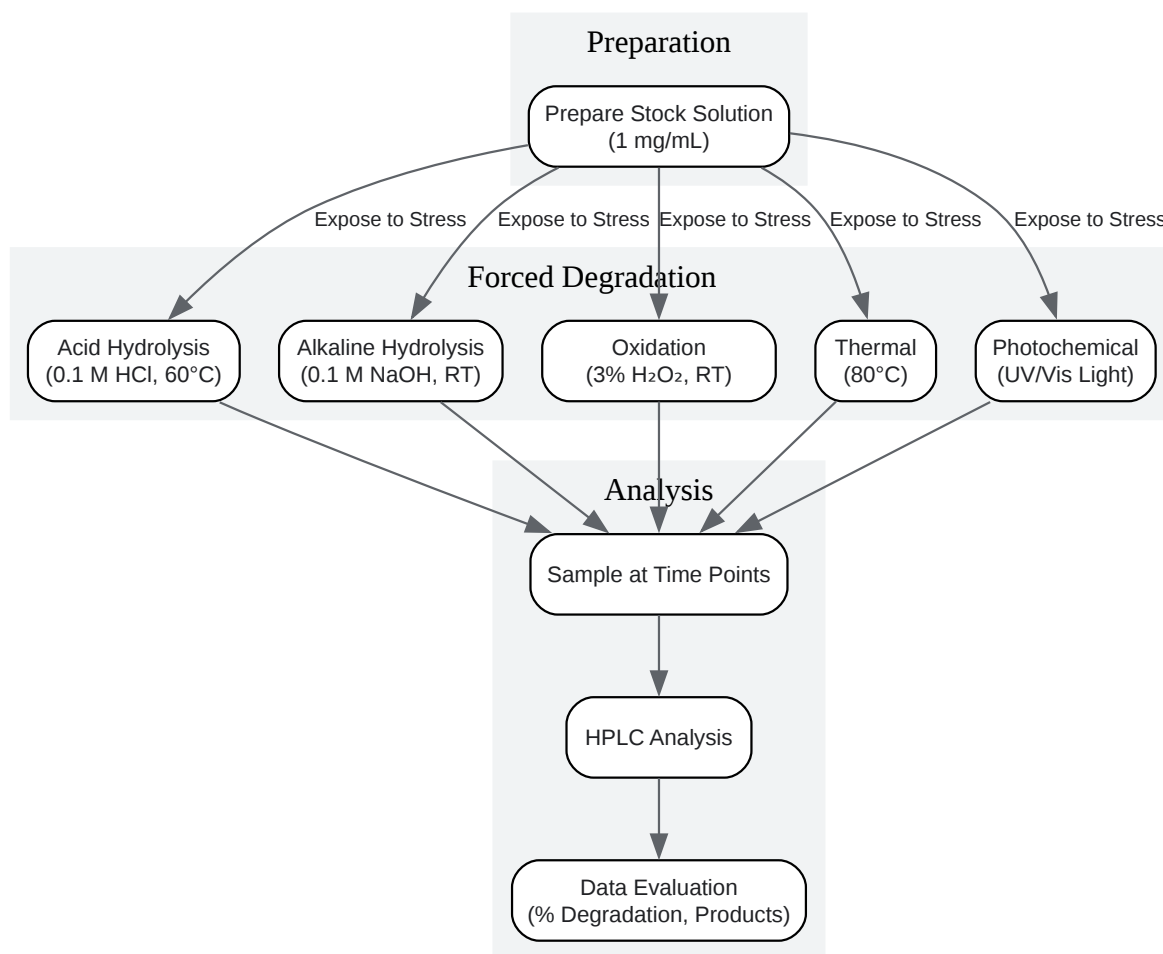 Preparation
Prepare Stock Solution
(1 mg/mL)
Expose to Stress
Expose to Stress
Expose to Stress
Expose to Stress
Expose to Stress
Forced Degradation
Acid Hydrolysis
(0.1 M HCl, 60°C)
Alkaline Hydrolysis
(0.1 M NaOH, RT)
Oxidation
(3% H₂O₂, RT)
Thermal
(80°C)
Photochemical
(UV/Vis Light)
Analysis
Sample at Time Points
HPLC Analysis
Data Evaluation
(% Degradation, Products)